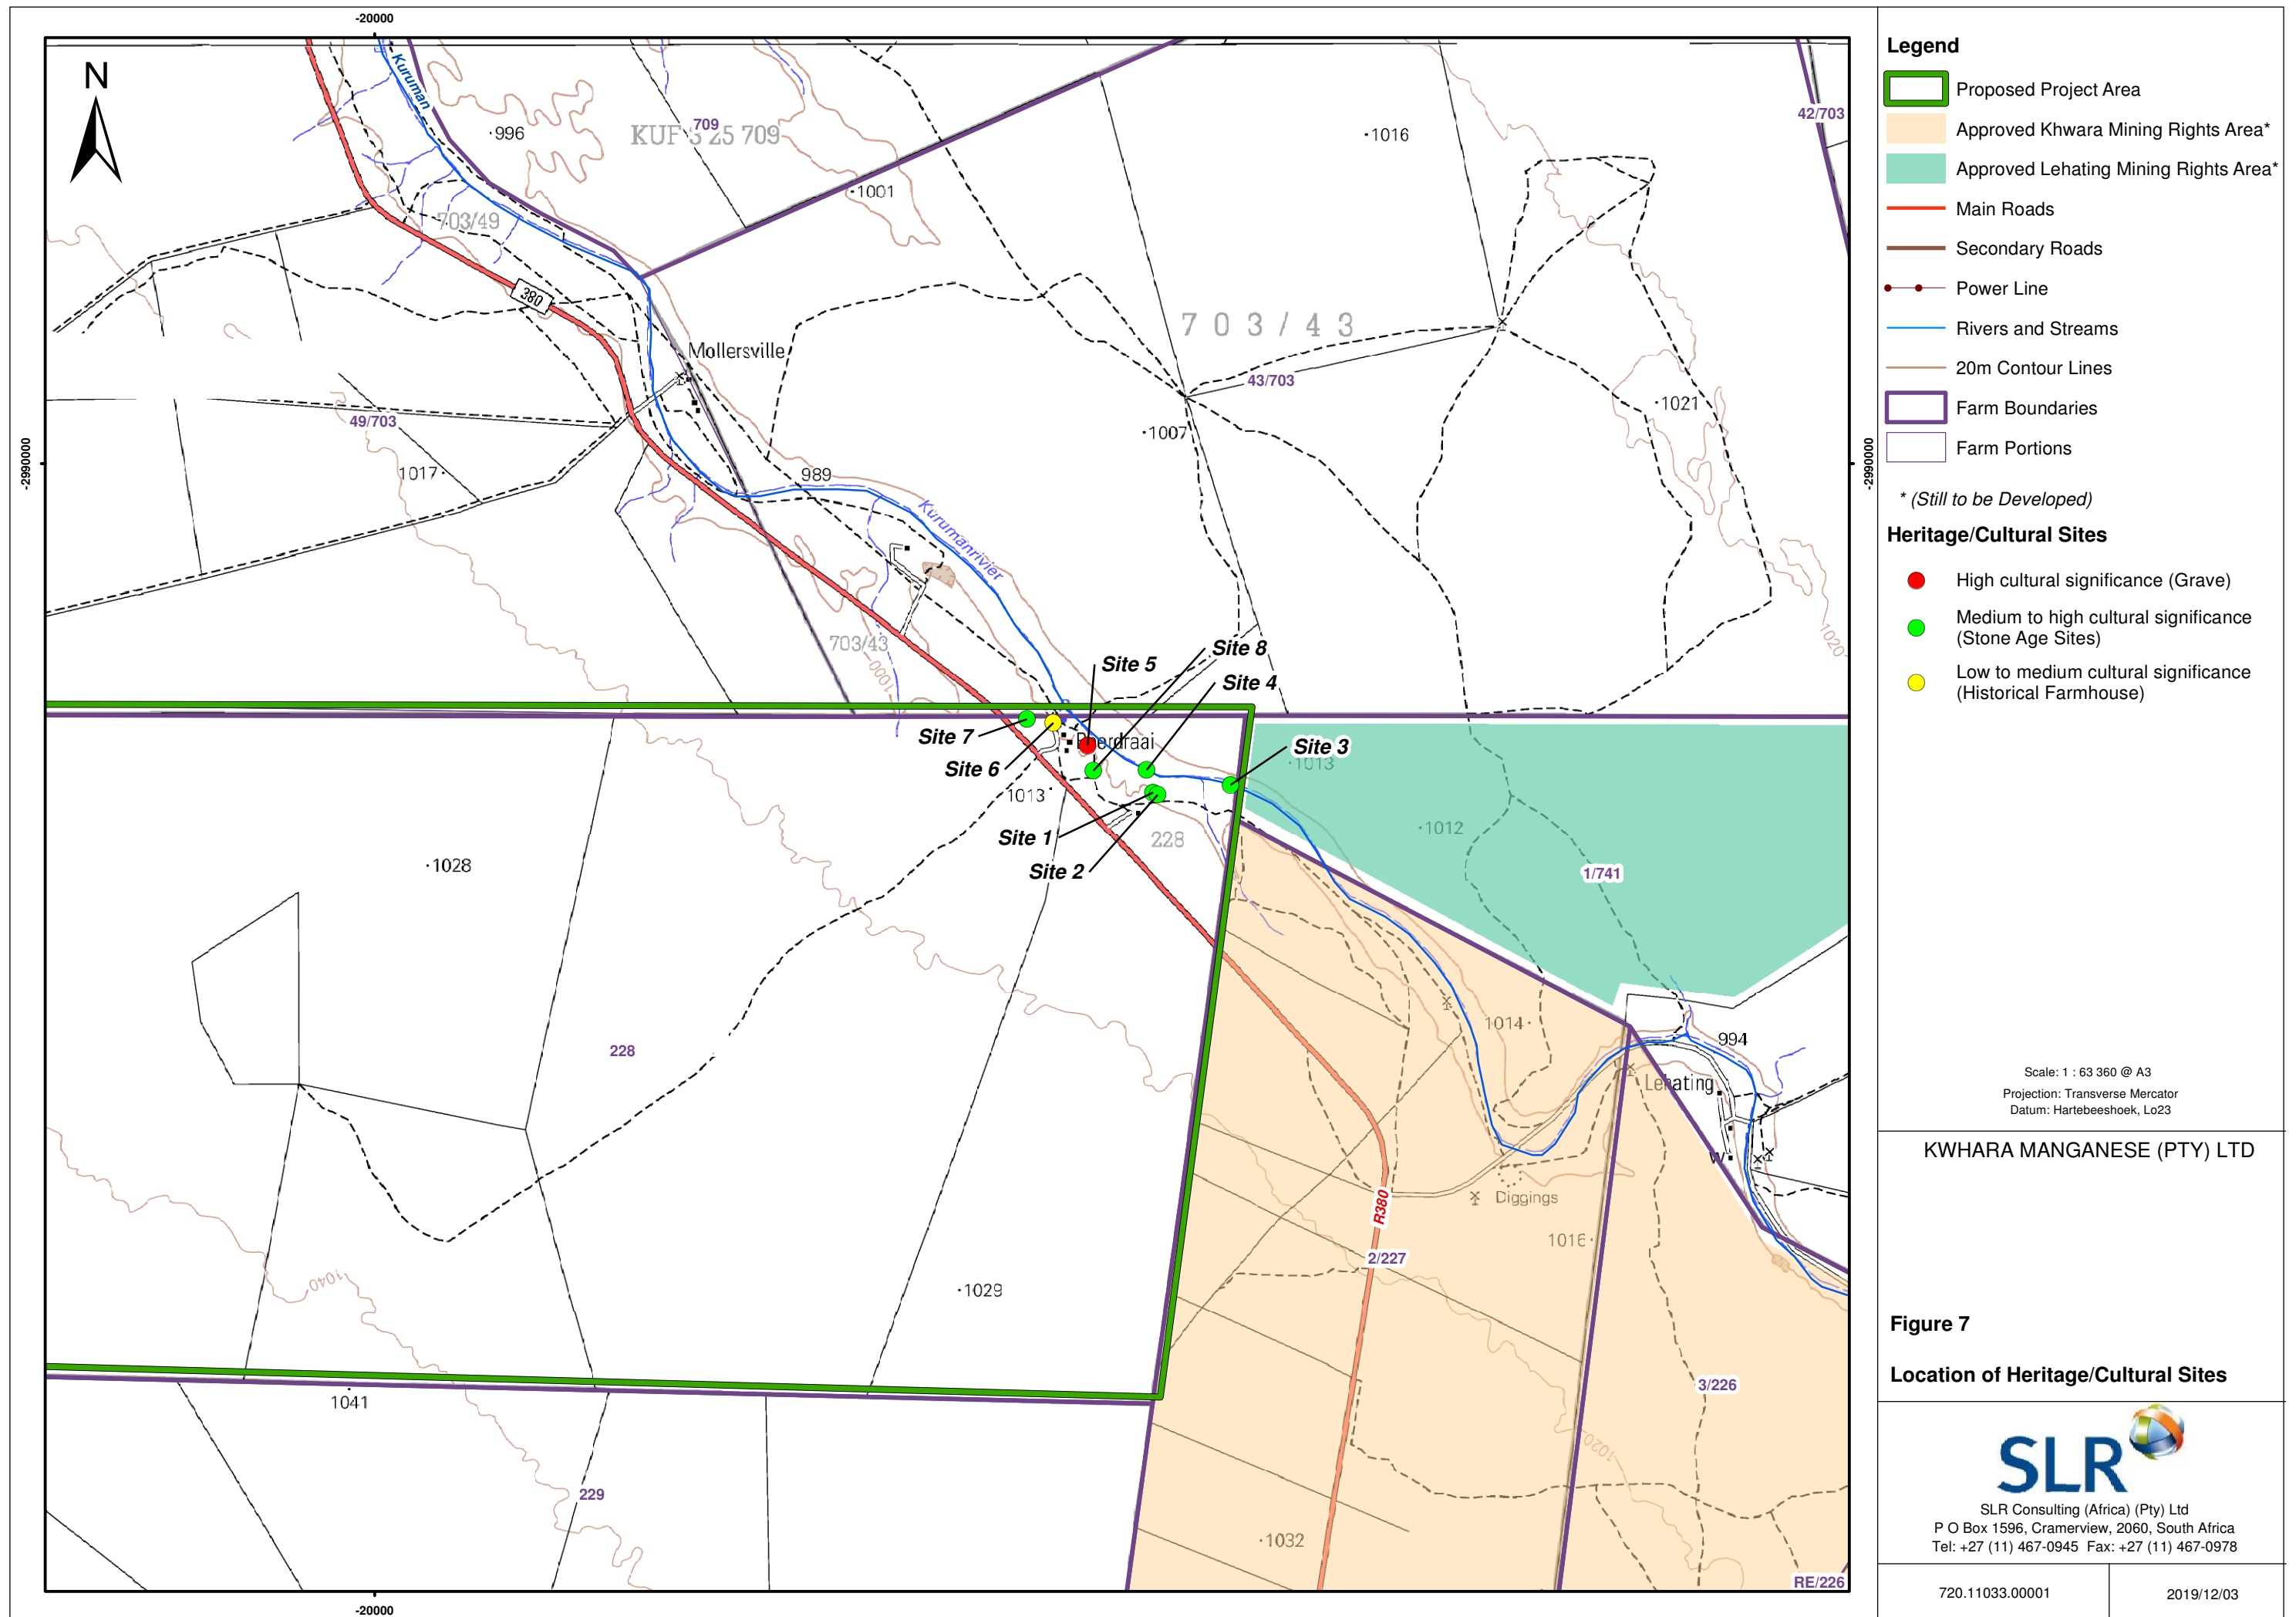 -20000
N
Kuruman
996
KUF S 25 709
709
1016
42/703
1001
703/49
380
703/43
Mollersville
43/703
49/703
1021
1007
1017
989
-2990000
-2990000
Kurumanrivier
703/43
1000
1020
Site 8
Site 5
Site 4
Site 7
Site 3
Site 6
1013
1013
Site 1
228
1012
Site 2
1028
1/741
228
1014
994
Lehating
W
R380
Diggings
2/227
1016
1040
1029
1041
3/226
1020
229
1032
RE/226
-20000
Legend
Proposed Project Area
Approved Khwara Mining Rights Area*
Approved Lehating Mining Rights Area*
Main Roads
Secondary Roads
Power Line
Rivers and Streams
20m Contour Lines
Farm Boundaries
Farm Portions
* (Still to be Developed)
Heritage/Cultural Sites
High cultural significance (Grave)
Medium to high cultural significance
(Stone Age Sites)
Low to medium cultural significance
(Historical Farmhouse)
Scale: 1 : 63 360 @ A3
Projection: Transverse Mercator
Datum: Hartebeeshoek, Lo23
KWHARA MANGANESE (PTY) LTD
Figure 7
Location of Heritage/Cultural Sites
SLR
SLR Consulting (Africa) (Pty) Ltd
P O Box 1596, Cramerview, 2060, South Africa
Tel: +27 (11) 467-0945 Fax: +27 (11) 467-0978
720.11033.00001
2019/12/03